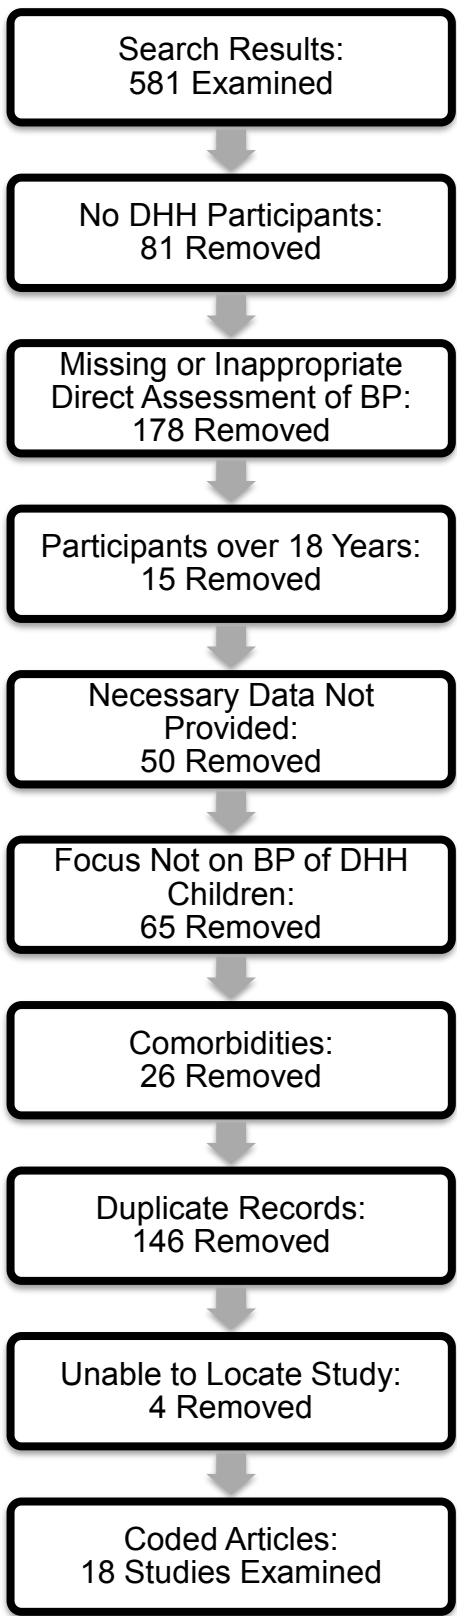 Search Results:
581 Examined
No DHH Participants:
81 Removed
Missing or Inappropriate
Direct Assessment of BP:
178 Removed
Participants over 18 Years:
15 Removed
Necessary Data Not
Provided:
50 Removed
Focus Not on BP of DHH
Children:
65 Removed
Comorbidities:
26 Removed
Duplicate Records:
146 Removed
Unable to Locate Study:
4 Removed
Coded Articles:
18 Studies Examined